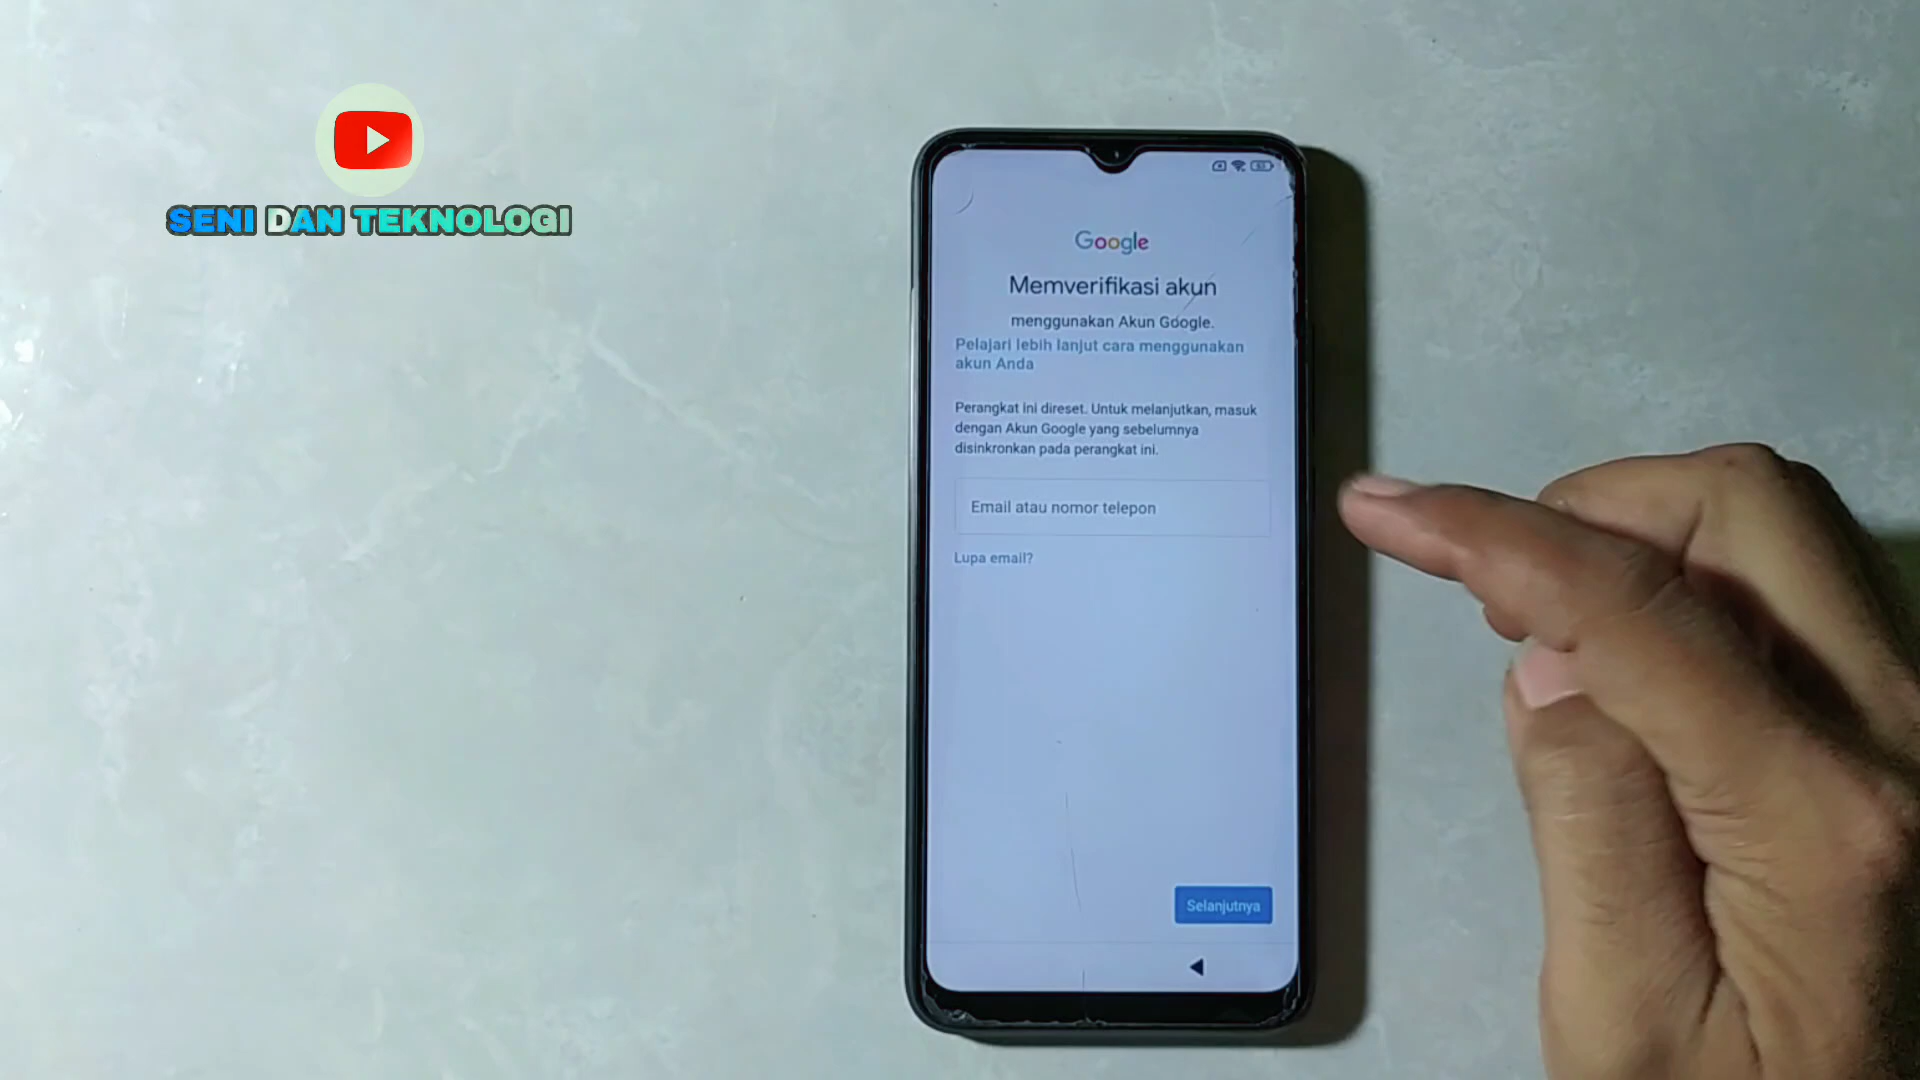 SENI DAN TEKNOLOGI
Google
Memverifikasi akun
menggunakan Akun Google.
Pelajari lebih lanjut cara menggunakan
akun Anda
Perangkat ini direset. Untuk melanjutkan, masuk
dengan Akun Google yang sebelumnya
disinkronkan pada perangkat ini.
Email atau nomor telepon
Lupa email?
Selanjutnya